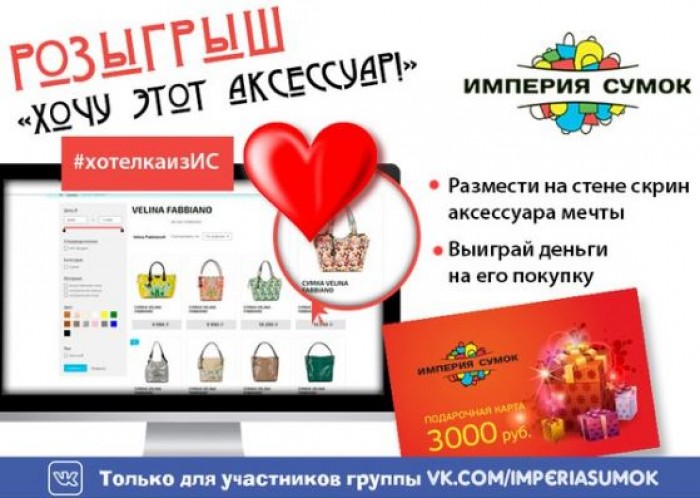 РОЗЫГРЫШ
«ХОЧУ ЭТОТ АКСЕССУАР!»
ИМПЕРИЯ СУМОК
#хотелкаизИС
Размести на стене скрин
аксессуара мечты
Выиграй деньги
на его покупку
VELINA FABBIANO
СУМКА VELINA
FABBIANO
ИМПЕРИЯ СУМОК
ПОДАРОЧНАЯ КАРТА
3000 руб.
Только для участников группы VK.COM/IMPERIASUMOK